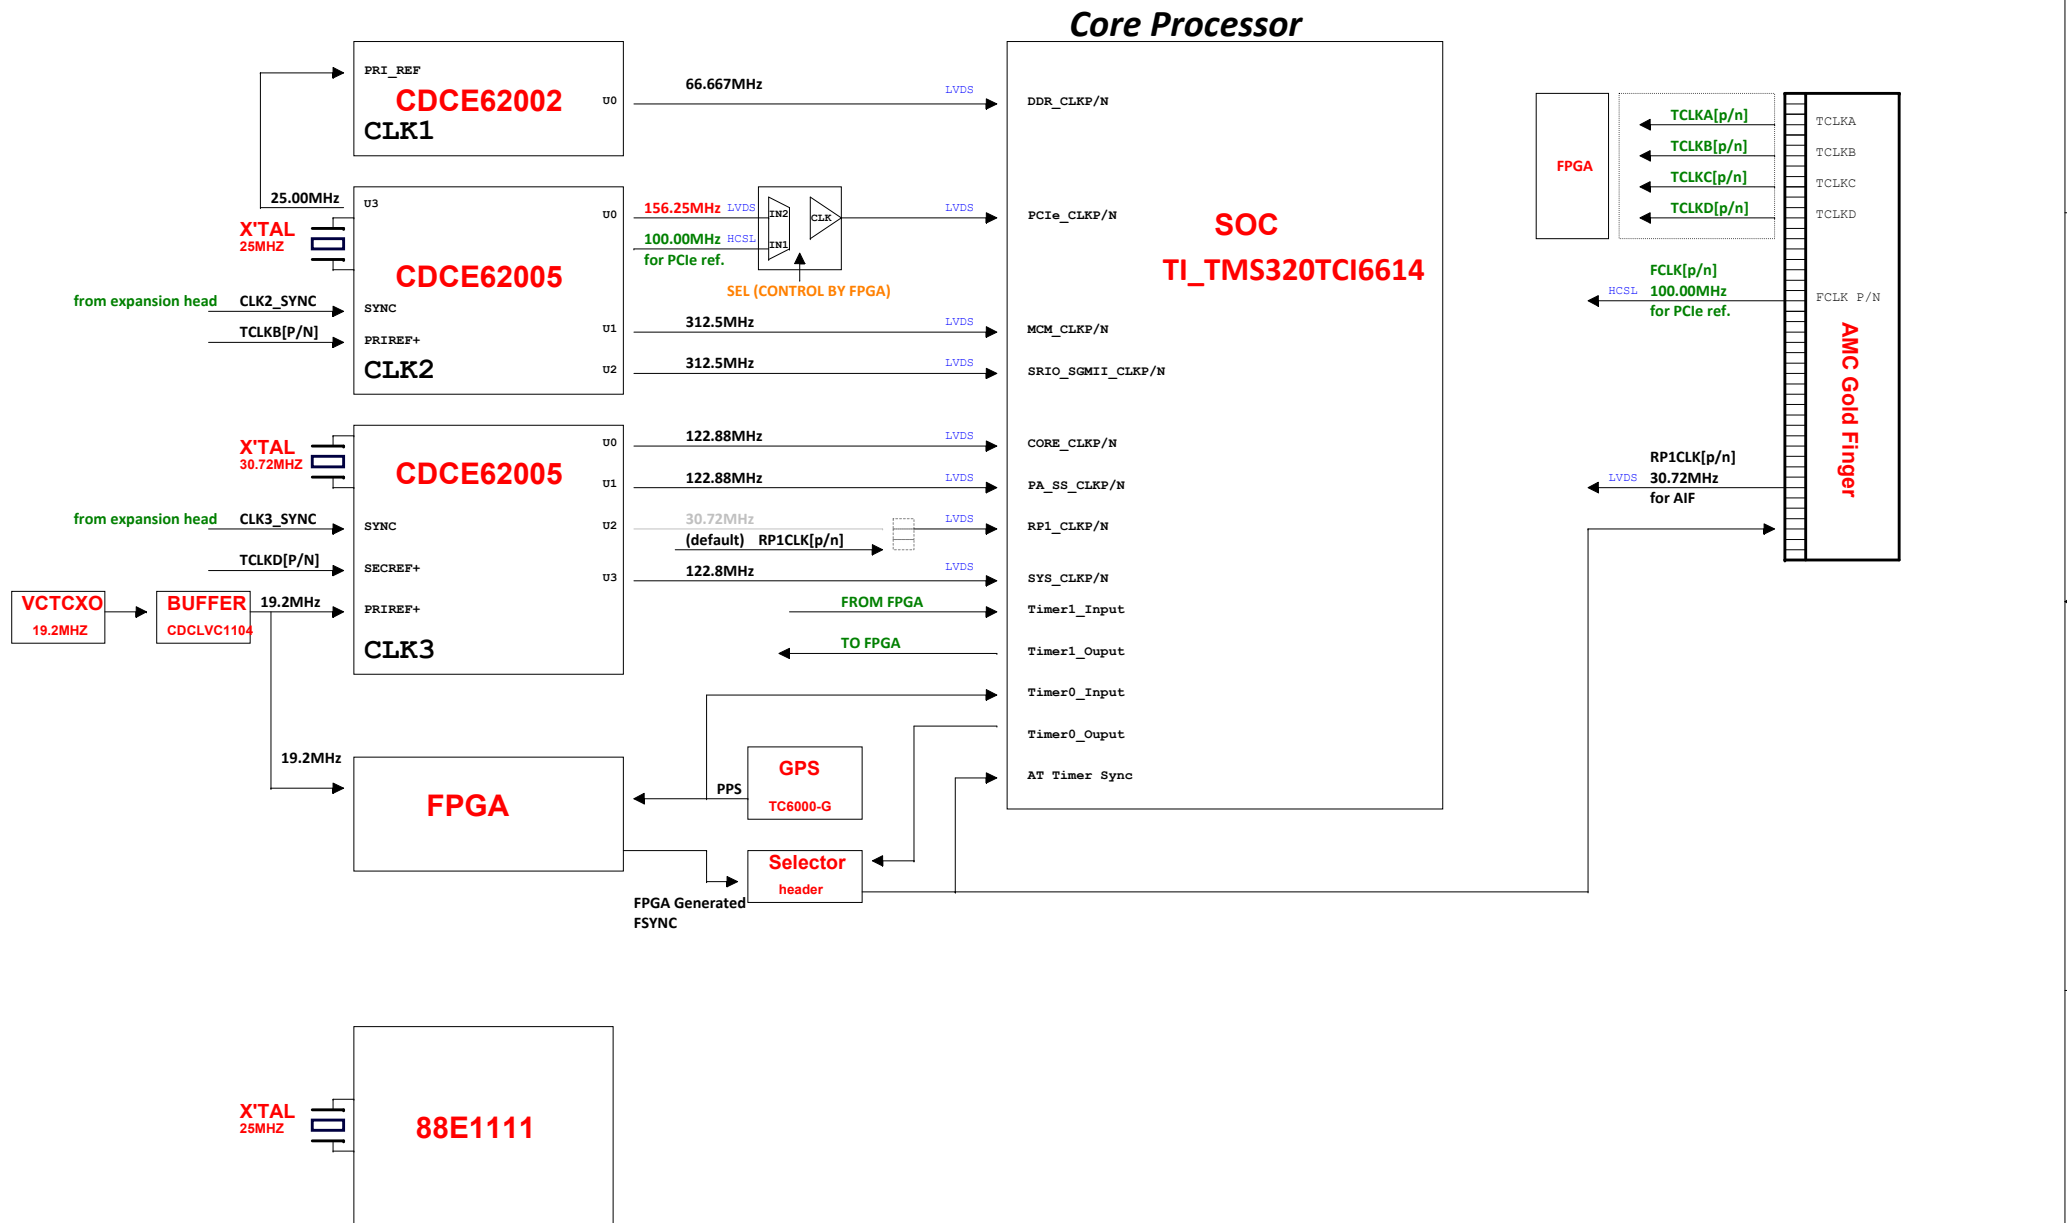 Core Processor
PRI_REF
CDCE62002
U0
CLK1
66.667MHz
LVDS
DDR_CLKP/N
25.00MHz
U3
X'TAL
25MHZ
U0
156.25MHz
LVDS
100.00MHz
HCSL
for PCIe ref.
IN2
IN1
CLK
LVDS
PCIe_CLKP/N
SEL (CONTROL BY FPGA)
CDCE62005
from expansion head
CLK2_SYNC
SYNC
TCLKB[P/N]
PRIREF+
CLK2
U1
312.5MHz
LVDS
MCM_CLKP/N
U2
312.5MHz
LVDS
SRIO_SGMII_CLKP/N
SOC
TI_TMS320TCI6614
X'TAL
30.72MHZ
CDCE62005
U0
122.88MHz
LVDS
CORE_CLKP/N
U1
122.88MHz
LVDS
PA_SS_CLKP/N
from expansion head
CLK3_SYNC
SYNC
U2
30.72MHz
(default)
RP1CLK[p/n]
LVDS
RP1_CLKP/N
TCLKD[P/N]
SECREF+
U3
122.8MHz
LVDS
SYS_CLKP/N
VCTCXO
19.2MHZ
BUFFER
CDCLVC1104
19.2MHz
PRIREF+
CLK3
FROM FPGA
Timer1_Input
TO FPGA
Timer1_Ouput
Timer0_Input
Timer0_Ouput
AT Timer Sync
19.2MHz
FPGA
PPS
GPS
TC6000-G
Selector
header
FPGA Generated
FSYNC
X'TAL
25MHZ
88E1111
FPGA
TCLKA[p/n]
TCLKB[p/n]
TCLKC[p/n]
TCLKD[p/n]
TCLKA
TCLKB
TCLKC
TCLKD
FCLK[p/n]
HCSL
100.00MHz
for PCIe ref.
FCLK P/N
AMC Gold Finger
RP1CLK[p/n]
LVDS
30.72MHz
for AIF